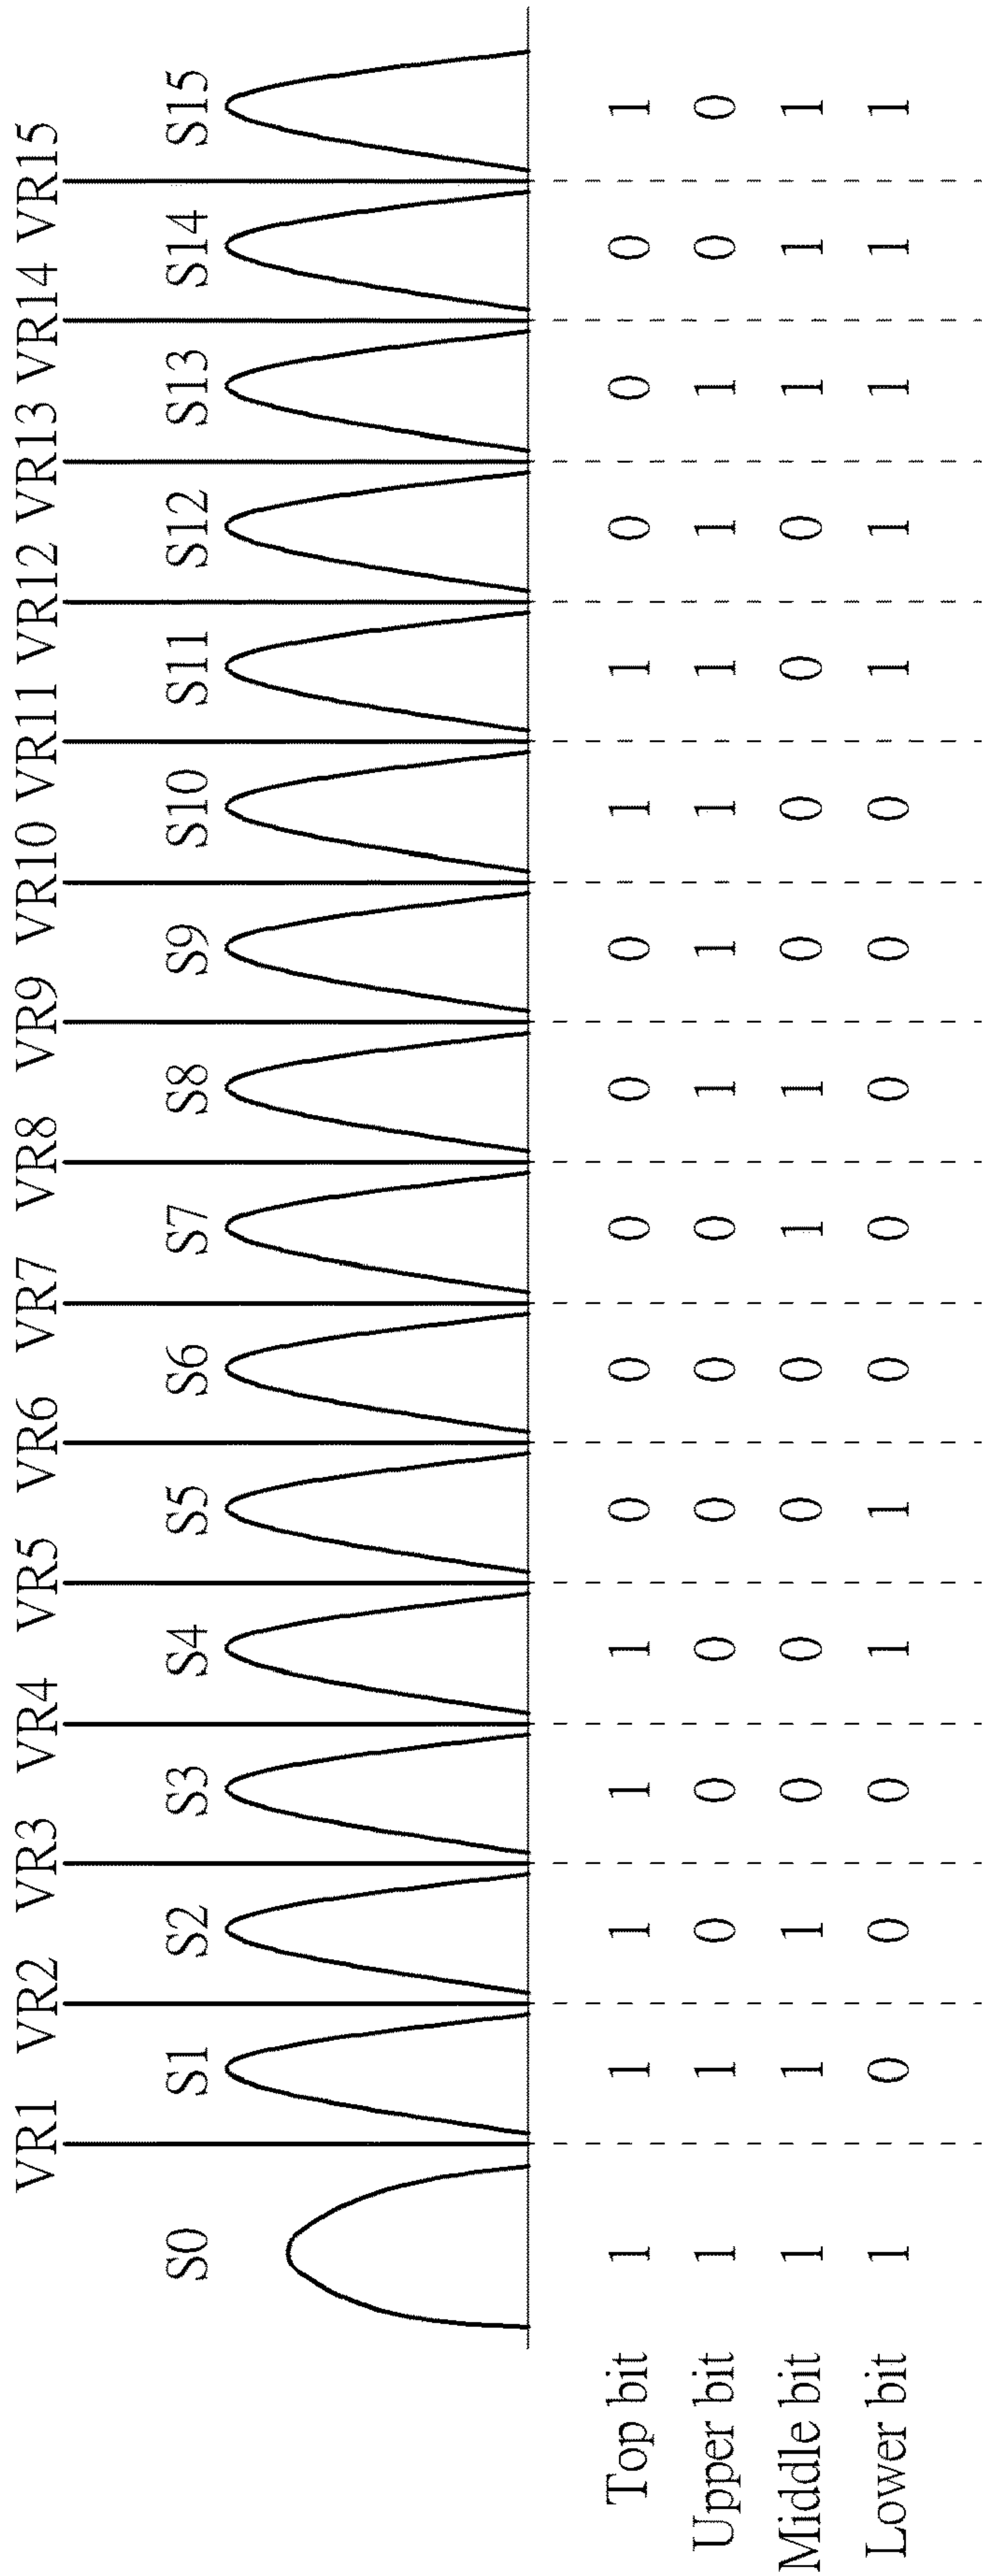 VR1 VR2 VR3 VR4 VR5 VR6 VR7 VR8 VR9 VR10 VR11 VR12 VR13 VR14 VR15
S0 S1 S2 S3 S4 S5 S6 S7 S8 S9 S10 S11 S12 S13 S14 S15
Top bit 1 1 1 1 1 0 0 0 0 0 1 1 0 0 0 1
Upper bit 1 1 0 0 0 0 0 0 1 1 1 1 1 1 0 0
Middle bit 1 1 1 0 0 0 0 1 1 0 0 0 0 1 1 1
Lower bit 1 0 0 0 1 1 0 0 0 0 0 1 1 1 1 1